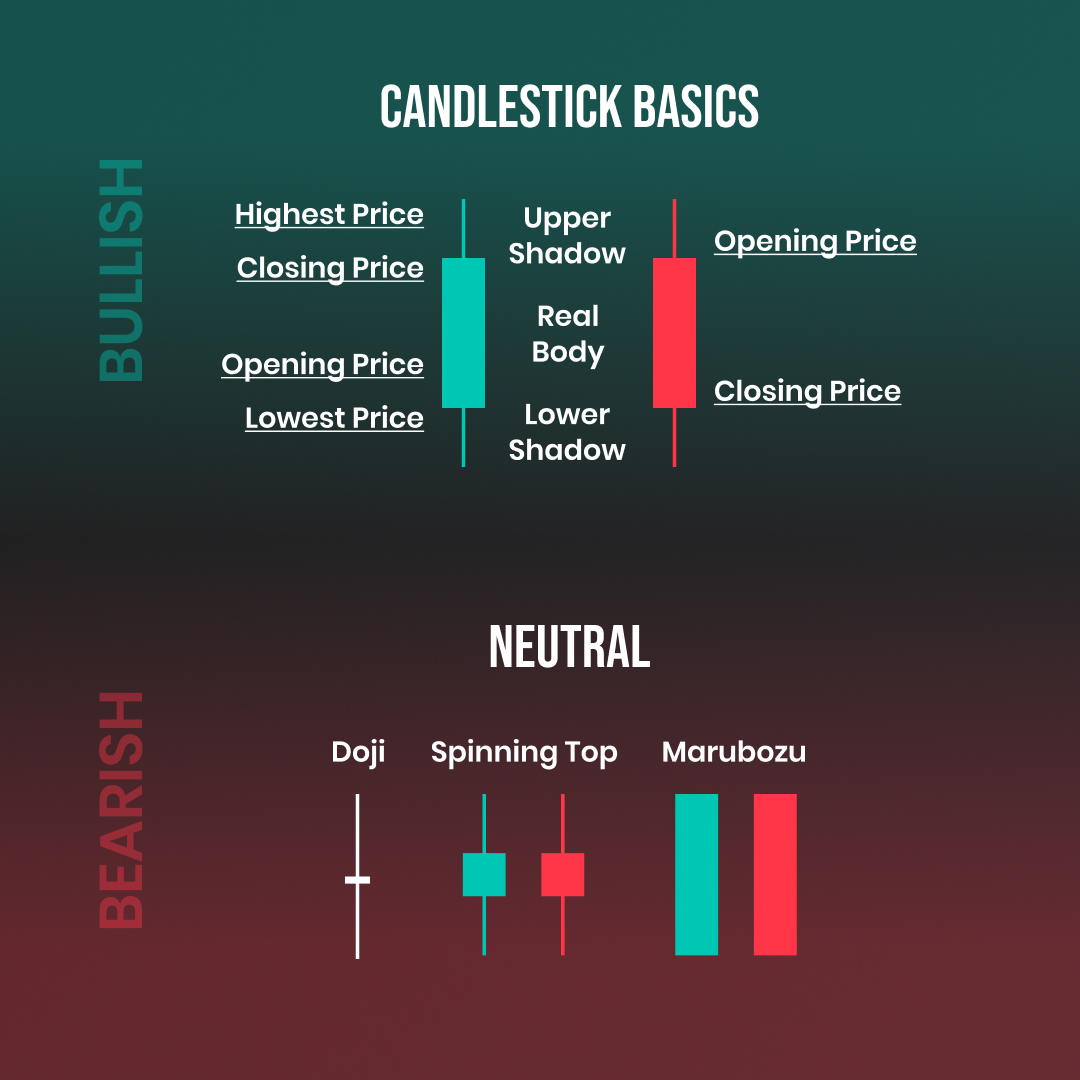 CANDLESTICK BASICS
BULLISH
Highest Price
Closing Price
Opening Price
Lowest Price
Upper
Shadow
Real
Body
Lower
Shadow
Opening Price
Closing Price
NEUTRAL
BEARISH
Doji
Spinning Top
Marubozu